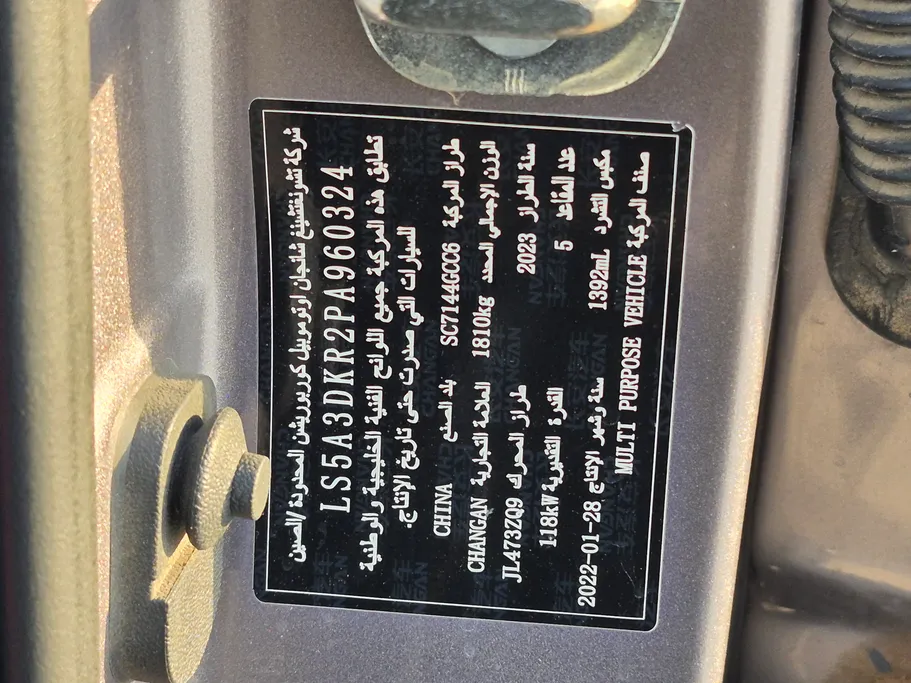 شركة تشونغتشينغ شانجان اوتوموبيل كوربوريشن المحدودة /الصين
LS5A3DKR2PA960324
تطابق هذه المركبة جميع اللوائح الفنية الخليجية والوطنية
للسيارات التي صدرت حتى تاريخ الإنتاج.
طراز المركبة SC7144GCC6 بلد الصنع CHINA
الوزن الإجمالي المحدد 1810kg العلامة التجارية CHANGAN
سنة الطراز 2023 طراز المحرك JL473ZQ9
عدد المقاعد 5 القدرة التقديرية 118kW
مكبس التفرد 1392mL سنة وشهر الإنتاج 2022-01-28
صنف المركبة MULTI PURPOSE VEHICLE